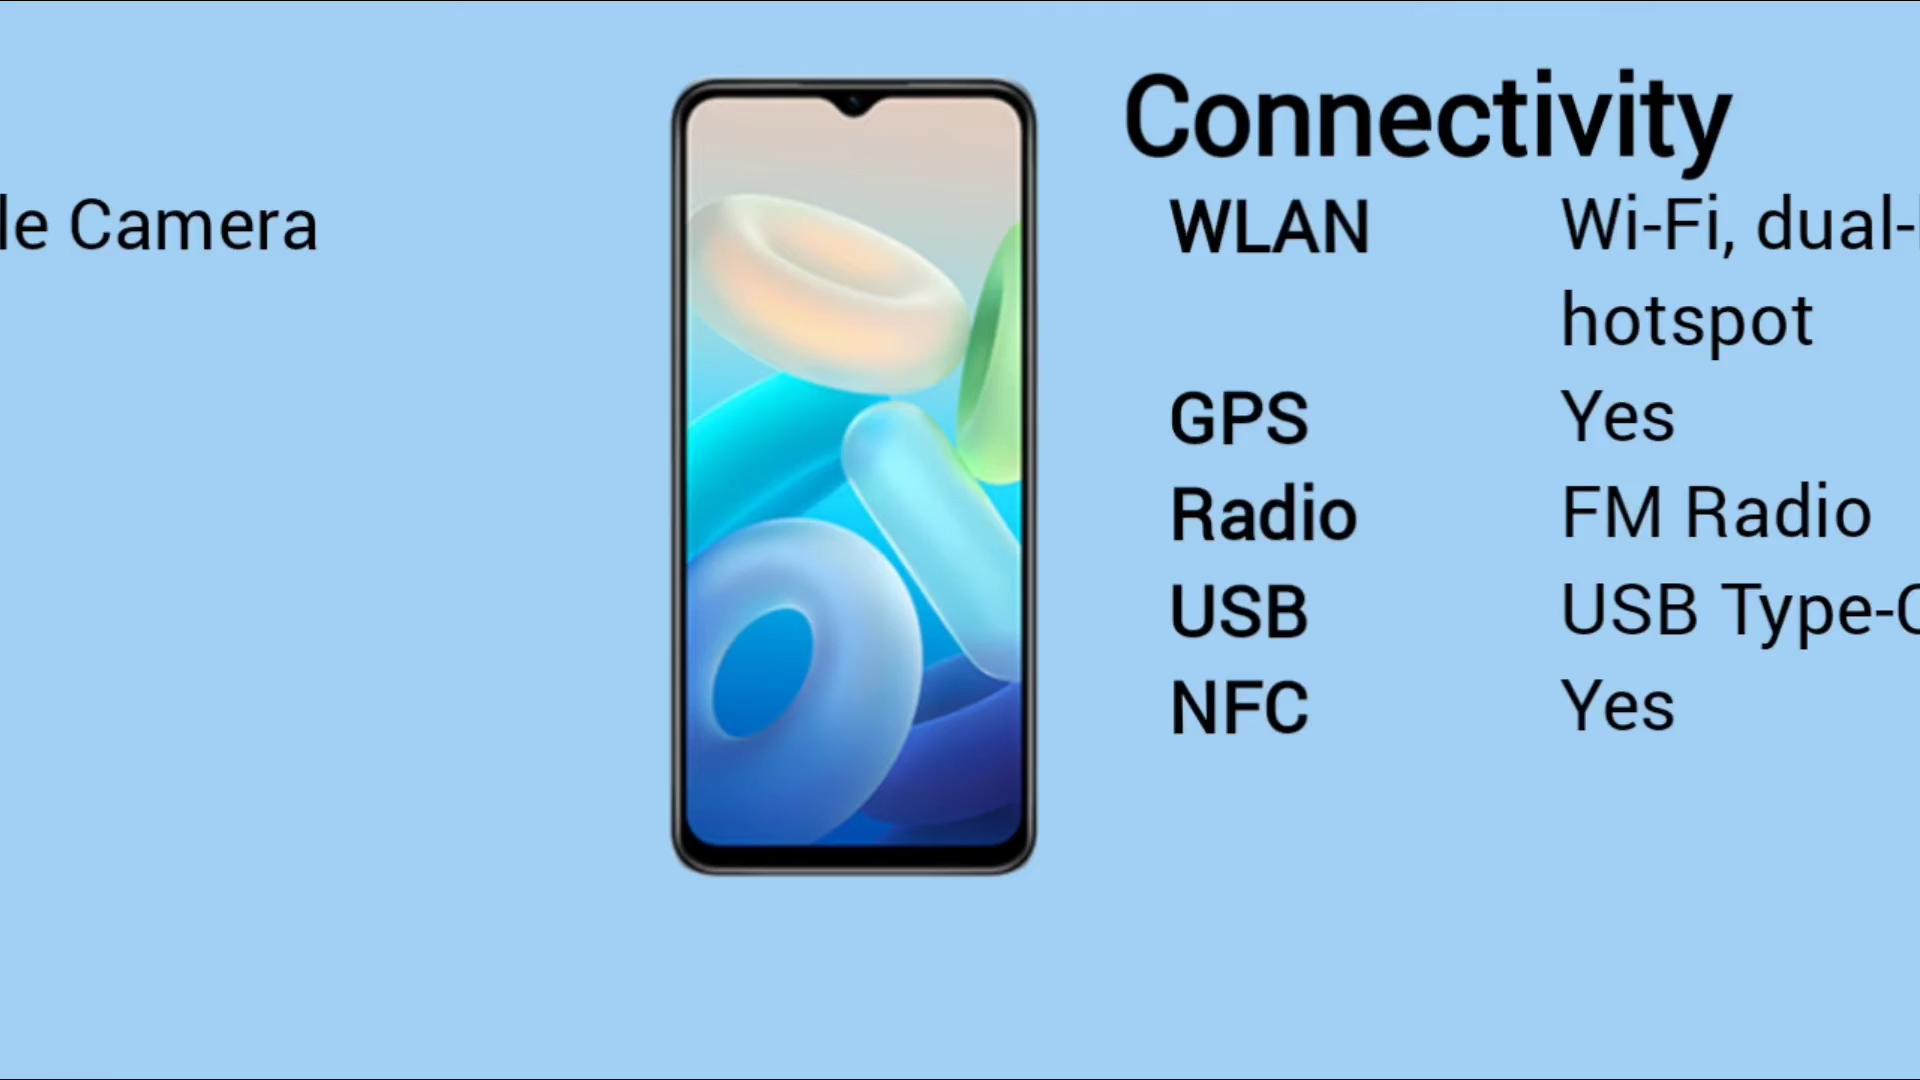 Connectivity
le Camera
WLAN Wi-Fi, dual-
hotspot
GPS Yes
Radio FM Radio
USB USB Type-C
NFC Yes